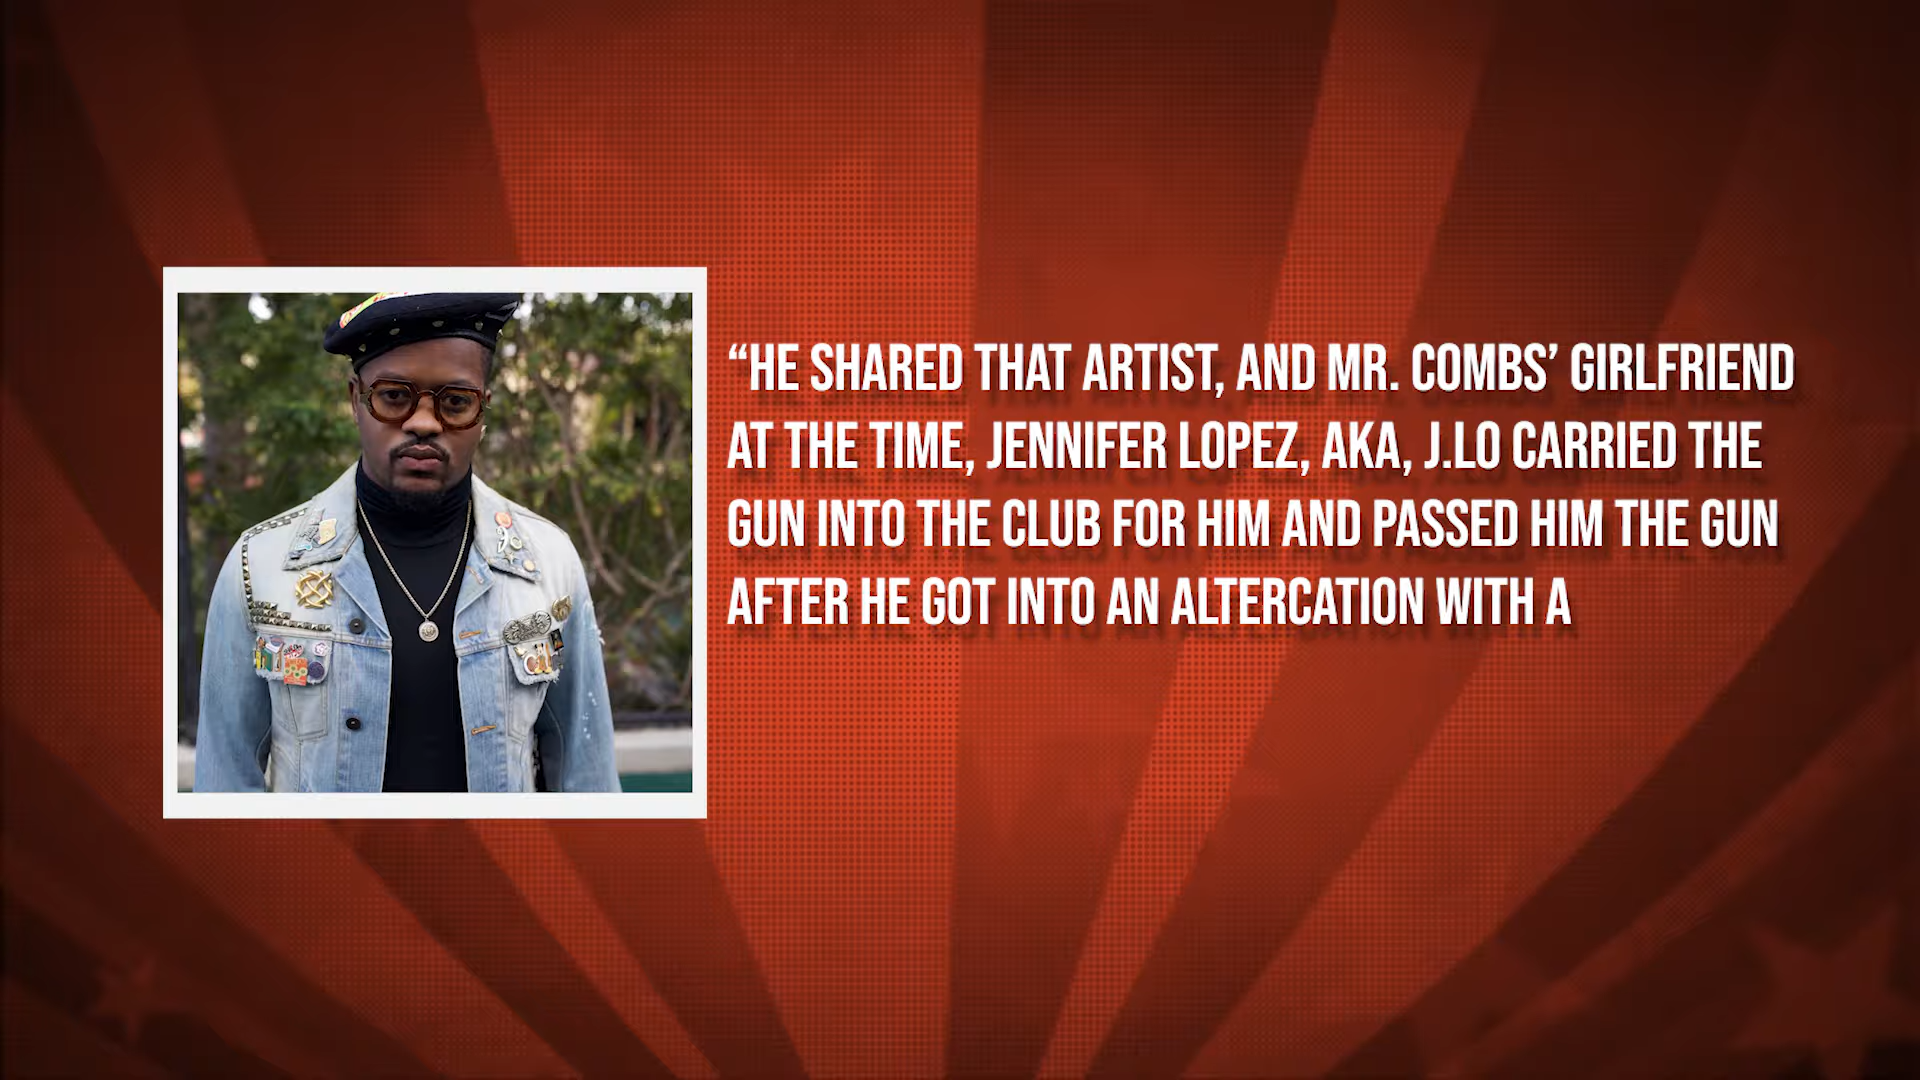 “HE SHARED THAT ARTIST, AND MR. COMBS’ GIRLFRIEND
AT THE TIME, JENNIFER LOPEZ, AKA, J.LO CARRIED THE
GUN INTO THE CLUB FOR HIM AND PASSED HIM THE GUN
AFTER HE GOT INTO AN ALTERCATION WITH A